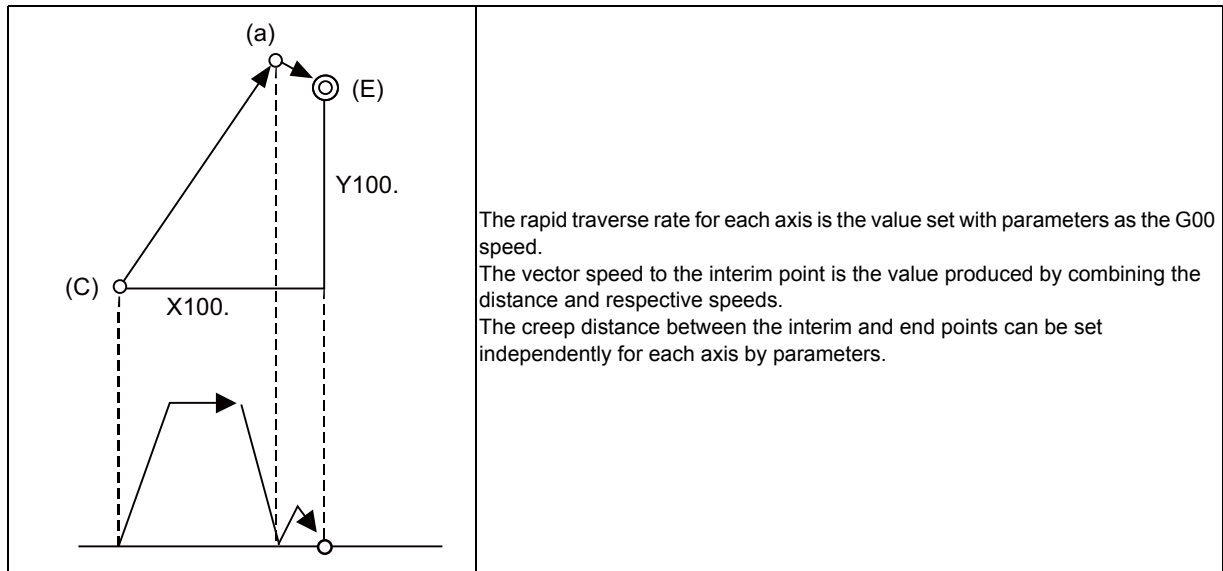 (a)
(E)
Y100.
(C)
X100.
The rapid traverse rate for each axis is the value set with parameters as the G00
speed.
The vector speed to the interim point is the value produced by combining the
distance and respective speeds.
The creep distance between the interim and end points can be set
independently for each axis by parameters.